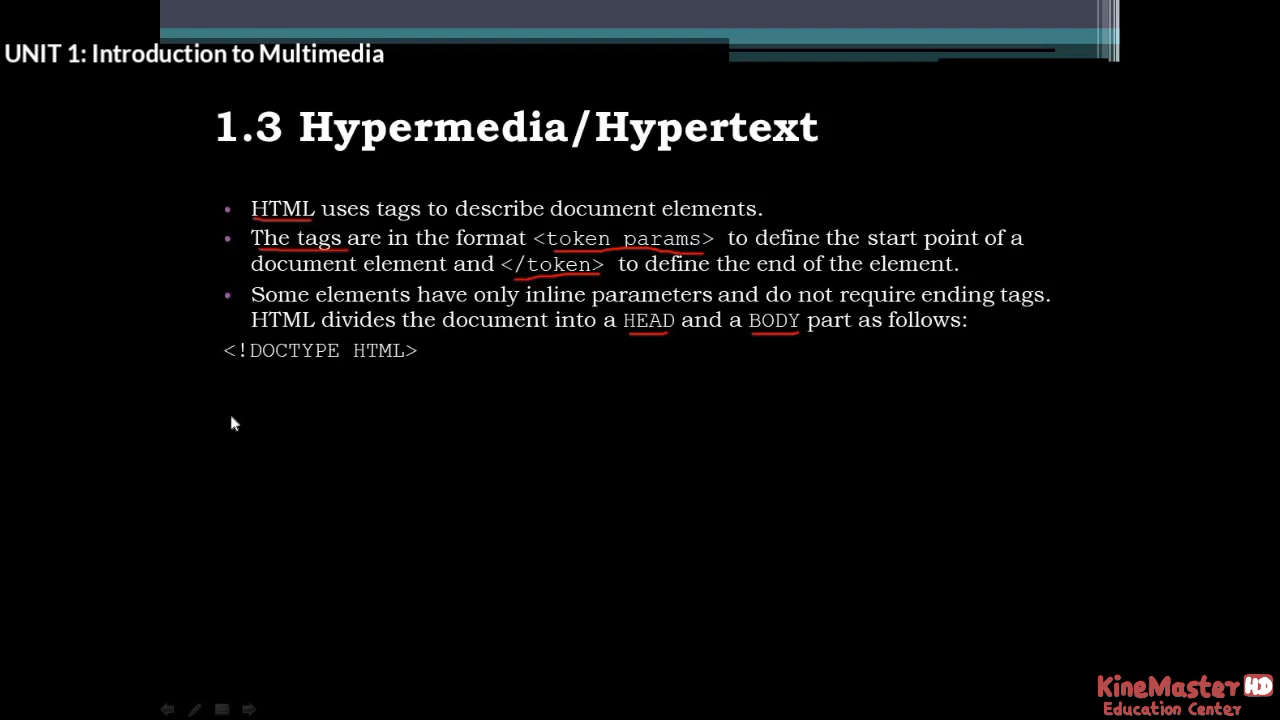 UNIT 1: Introduction to Multimedia
1.3 Hypermedia/Hypertext
• HTML uses tags to describe document elements.
• The tags are in the format <token params> to define the start point of a
document element and </token> to define the end of the element.
• Some elements have only inline parameters and do not require ending tags.
HTML divides the document into a HEAD and a BODY part as follows:
<!DOCTYPE HTML>
KineMaster HD
Education Center